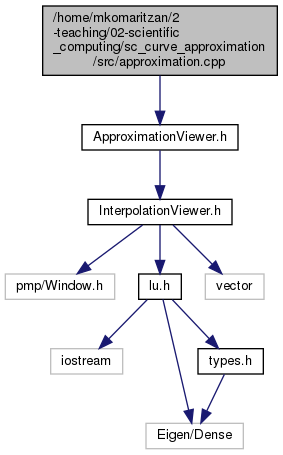 /home/mkomaritzan/2
-teaching/02-scientific
_computing/sc_curve_approximation
/src/approximation.cpp
ApproximationViewer.h
InterpolationViewer.h
pmp/Window.h
lu.h
vector
iostream
types.h
Eigen/Dense